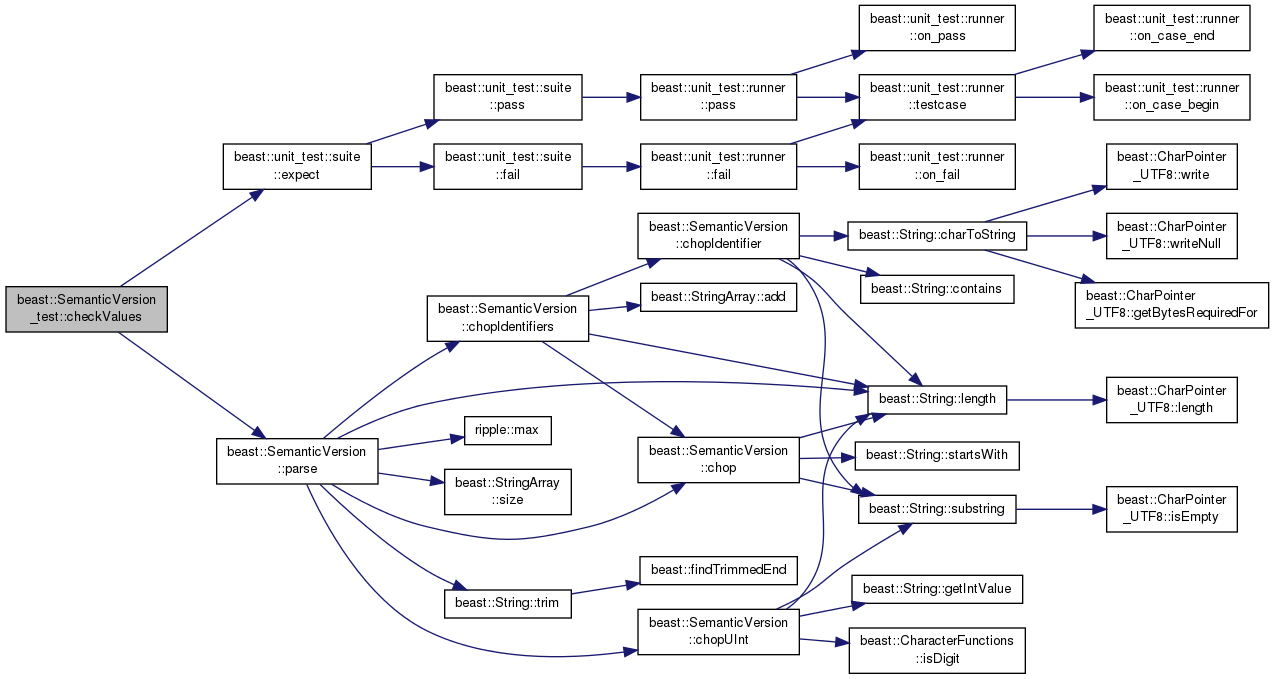 beast::SemanticVersion
_test::checkValues
beast::unit_test::suite
::expect
beast::SemanticVersion
::parse
beast::unit_test::suite
::pass
beast::unit_test::suite
::fail
beast::SemanticVersion
::chopIdentifiers
ripple::max
beast::StringArray
::size
beast::String::trim
beast::unit_test::runner
::pass
beast::unit_test::runner
::fail
beast::SemanticVersion
::chopIdentifier
beast::StringArray::add
beast::SemanticVersion
::chop
beast::findTrimmedEnd
beast::SemanticVersion
::chopUInt
beast::unit_test::runner
::on_pass
beast::unit_test::runner
::testcase
beast::unit_test::runner
::on_fail
beast::String::charToString
beast::String::contains
beast::String::length
beast::String::startsWith
beast::String::substring
beast::String::getIntValue
beast::CharacterFunctions
::isDigit
beast::unit_test::runner
::on_case_end
beast::unit_test::runner
::on_case_begin
beast::CharPointer
_UTF8::write
beast::CharPointer
_UTF8::writeNull
beast::CharPointer
_UTF8::getBytesRequiredFor
beast::CharPointer
_UTF8::length
beast::CharPointer
_UTF8::isEmpty